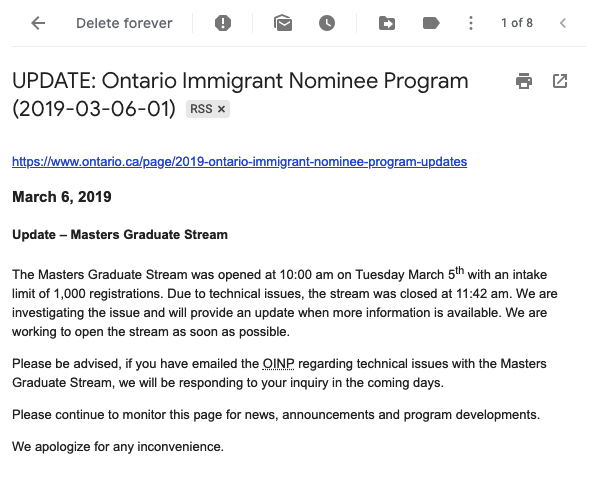 Delete forever
1 of 8
UPDATE: Ontario Immigrant Nominee Program
(2019-03-06-01) RSS ×
https://www.ontario.ca/page/2019-ontario-immigrant-nominee-program-updates
March 6, 2019
Update – Masters Graduate Stream
The Masters Graduate Stream was opened at 10:00 am on Tuesday March 5th with an intake
limit of 1,000 registrations. Due to technical issues, the stream was closed at 11:42 am. We are
investigating the issue and will provide an update when more information is available. We are
working to open the stream as soon as possible.
Please be advised, if you have emailed the OINP regarding technical issues with the Masters
Graduate Stream, we will be responding to your inquiry in the coming days.
Please continue to monitor this page for news, announcements and program developments.
We apologize for any inconvenience.